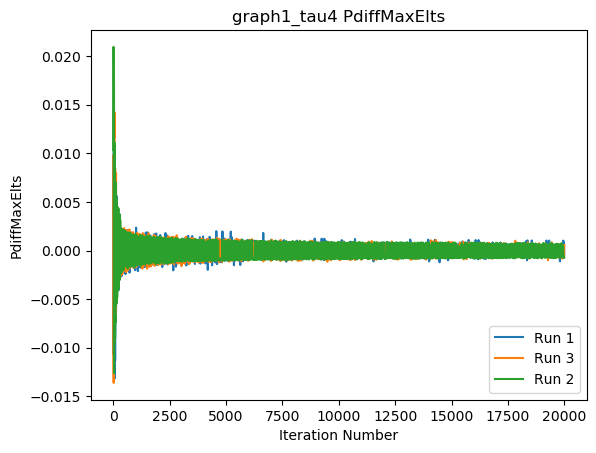 graph1_tau4 PdiffMaxElts
PdiffMaxElts
0.020
0.015
0.010
0.005
0.000
−0.005
−0.010
−0.015
0 2500 5000 7500 10000 12500 15000 17500 20000
Iteration Number
Run 1
Run 3
Run 2